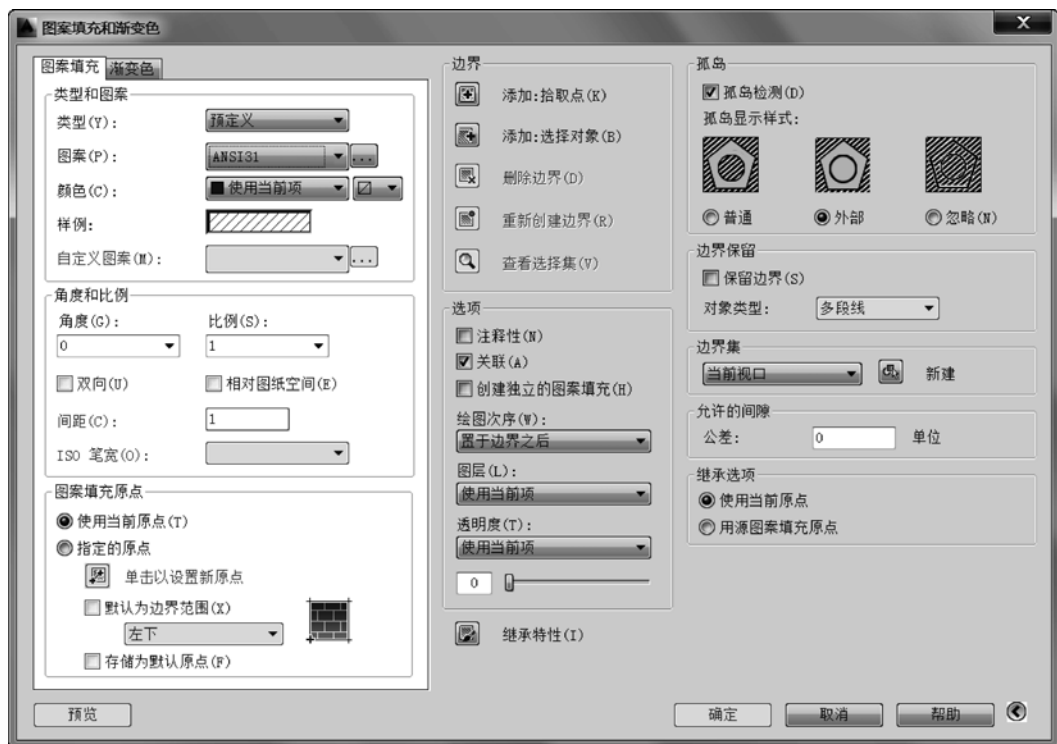 图案填充和渐变色
图案填充 渐变色
类型和图案
类型(Y):
预定义
图案(P):
ANSI31
...
颜色(C):
使用当前项
样例:
自定义图案(M):
...
角度和比例
角度(G):
比例(S):
0
1
双向(U)
相对图纸空间(E)
间距(C):
1
ISO 笔宽(O):
图案填充原点
使用当前原点(T)
指定的原点
单击以设置新原点
默认为边界范围(X)
左下
存储为默认原点(F)
预览
边界
添加:拾取点(K)
添加:选择对象(B)
删除边界(D)
重新创建边界(R)
查看选择集(V)
选项
注释性(N)
关联(A)
创建独立的图案填充(H)
绘图次序(W):
置于边界之后
图层(L):
使用当前项
透明度(T):
使用当前项
0
继承特性(I)
孤岛
孤岛检测(D)
孤岛显示样式:
普通
外部
忽略(N)
边界保留
保留边界(S)
对象类型:
多段线
边界集
当前视口
新建
允许的间隙
公差:
0
单位
继承选项
使用当前原点
用源图案填充原点
确定
取消
帮助